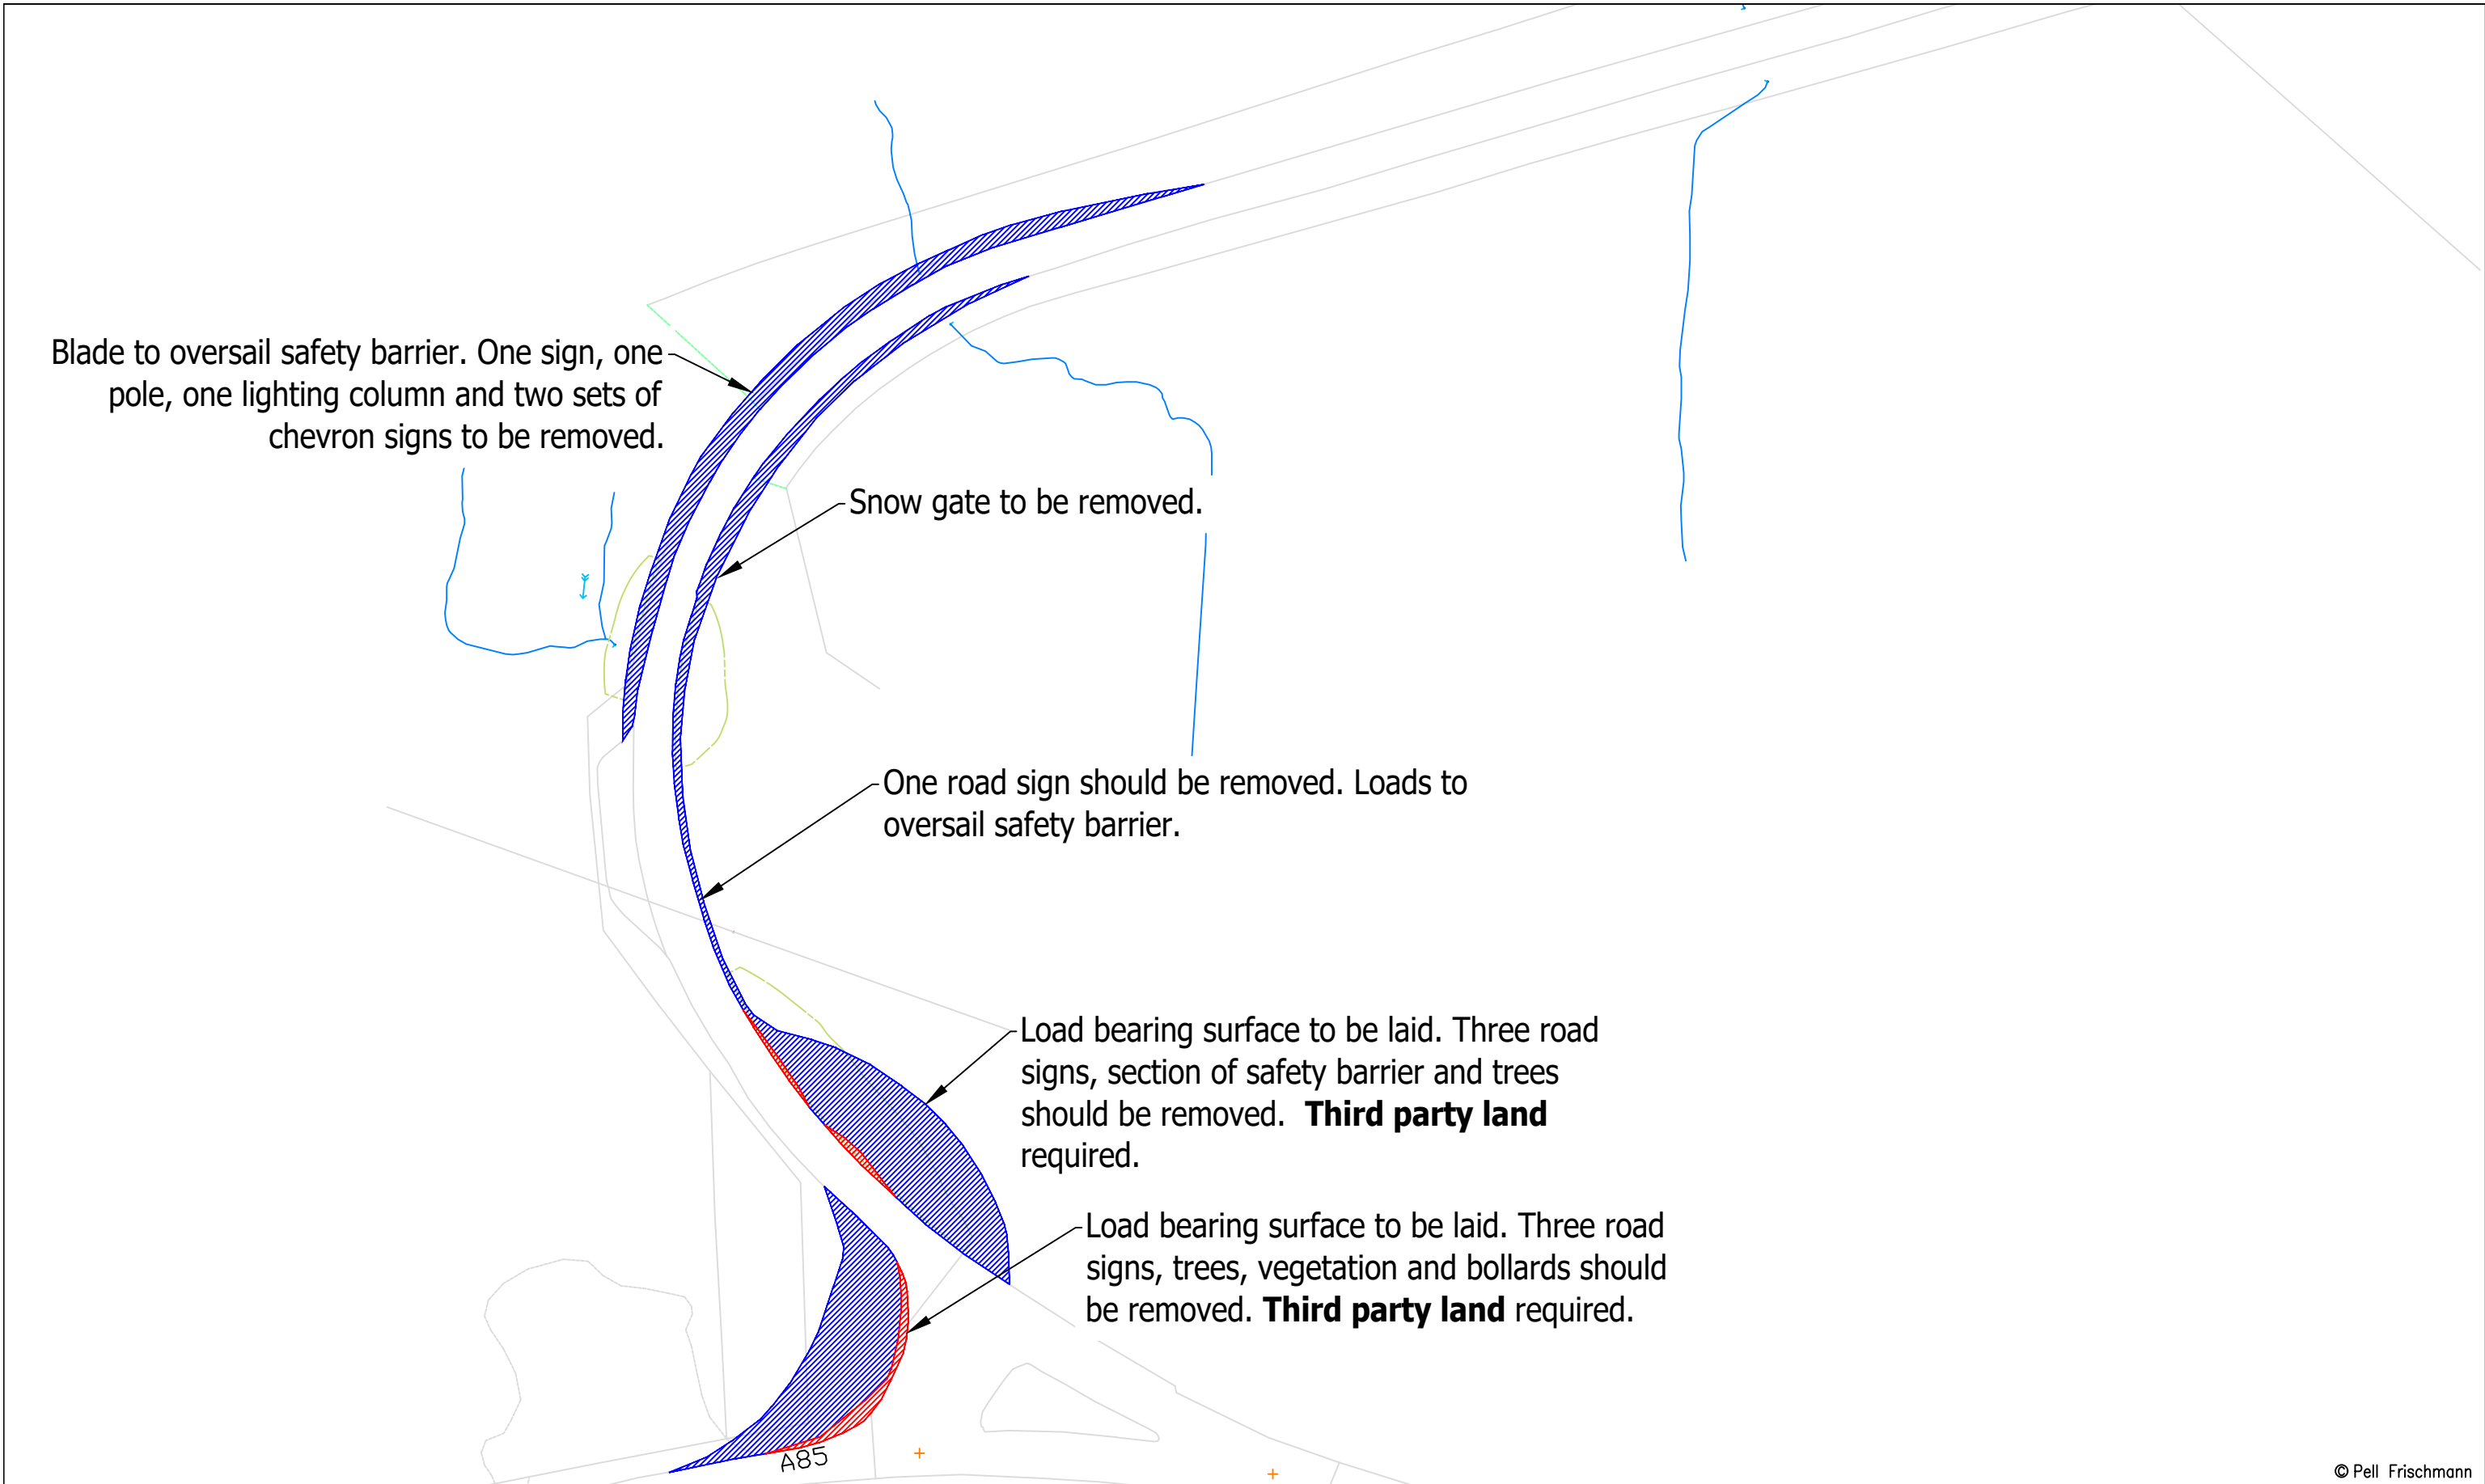 Blade to oversail safety barrier. One sign, one
pole, one lighting column and two sets of
chevron signs to be removed.
Snow gate to be removed.
One road sign should be removed. Loads to
oversail safety barrier.
Load bearing surface to be laid. Three road
signs, section of safety barrier and trees
should be removed. Third party land
required.
Load bearing surface to be laid. Three road
signs, trees, vegetation and bollards should
be removed. Third party land required.
A85
© Pell Frischmann